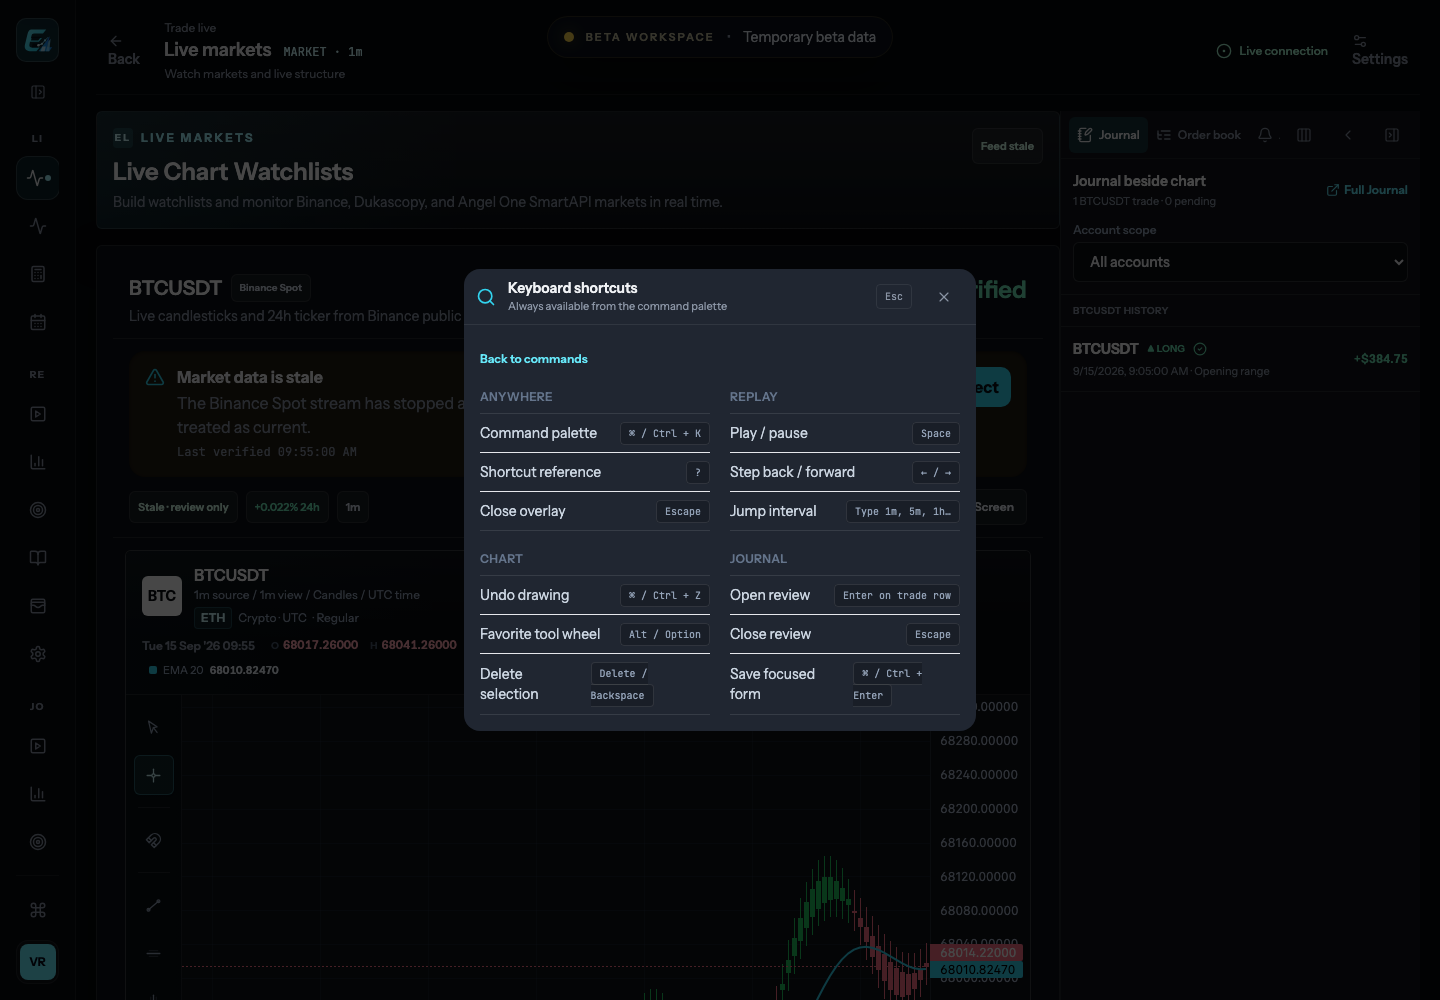 Back
Trade live
Live markets MARKET · 1m
Watch markets and live structure
BETA WORKSPACE · Temporary beta data
Live connection
Settings
LI
RE
JO
VR
EL LIVE MARKETS
Live Chart Watchlists
Build watchlists and monitor Binance, Dukascopy, and Angel One SmartAPI markets in real time.
Feed stale
Journal
Order book
Journal beside chart
1 BTCUSDT trade · 0 pending
Full Journal
Account scope
All accounts
BTCUSDT HISTORY
BTCUSDT LONG
9/15/2026, 9:05:00 AM · Opening range
+$384.75
BTCUSDT Binance Spot
Live candlesticks and 24h ticker from Binance public
rified
Market data is stale
The Binance Spot stream has stopped a
treated as current.
Last verified 09:55:00 AM
ect
Stale · review only +0.022% 24h 1m
Screen
BTC
BTCUSDT
1m source / 1m view / Candles / UTC time
ETH Crypto · UTC · Regular
Tue 15 Sep '26 09:55 O 68017.26000 H 68041.26000
EMA 20 68010.82470
Keyboard shortcuts
Always available from the command palette
Esc
Back to commands
ANYWHERE
Command palette ⌘ / Ctrl + K
Shortcut reference ?
Close overlay Escape
REPLAY
Play / pause Space
Step back / forward ← / →
Jump interval Type 1m, 5m, 1h…
CHART
Undo drawing ⌘ / Ctrl + Z
Favorite tool wheel Alt / Option
Delete selection Delete / Backspace
JOURNAL
Open review Enter on trade row
Close review Escape
Save focused form ⌘ / Ctrl + Enter
68280.00000
68240.00000
68200.00000
68160.00000
68120.00000
68080.00000
68040.00000
68014.22000
68010.82470